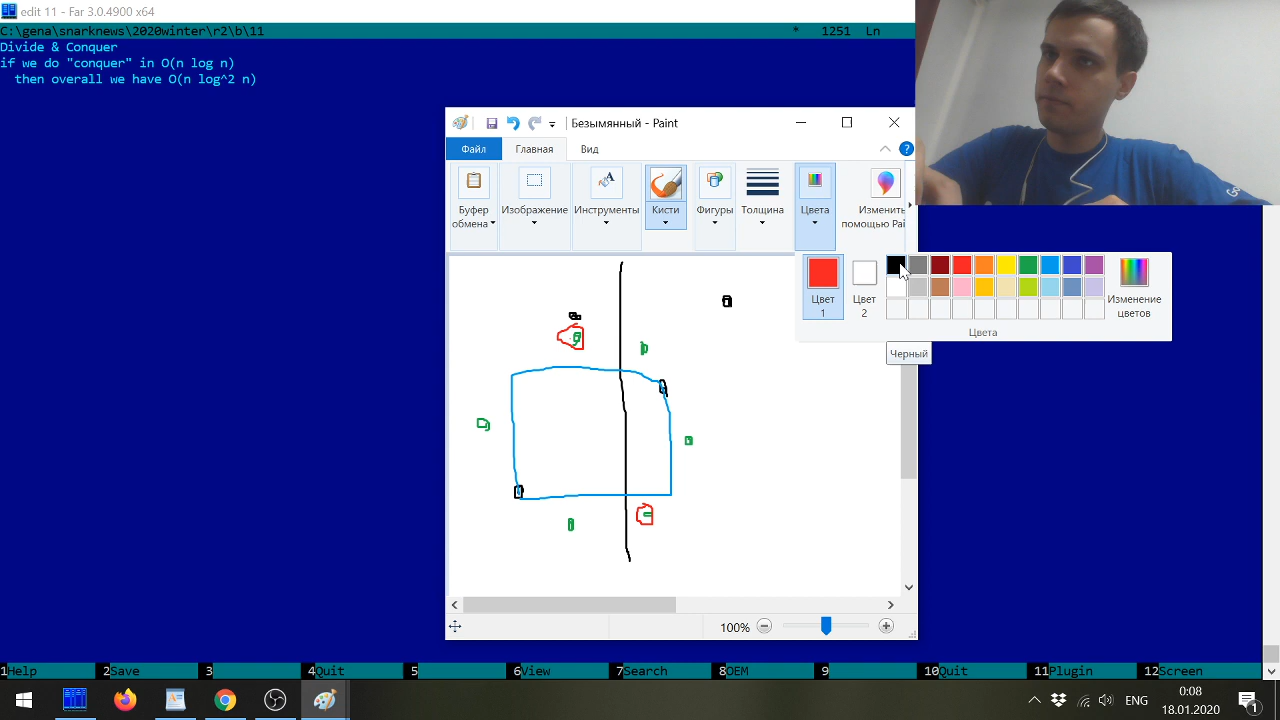 edit 11 - Far 3.0.4900 x64
C:\gena\snarknews\2020winter\r2\b\11 * 1251 Ln
Divide & Conquer
if we do "conquer" in O(n log n)
then overall we have O(n log^2 n)
Безымянный - Paint
Файл Главная Вид
Буфер обмена
Изображение
Инструменты
Кисти
Фигуры
Толщина
Цвета
Изменить
помощью Pai
Цвет 1
Цвет 2
Изменение цветов
Цвета
Черный
100%
1Help 2Save 3 4Quit 5 6View 7Search 8OEM 9 10Quit 11Plugin 12Screen
ENG
0:08
18.01.2020
1